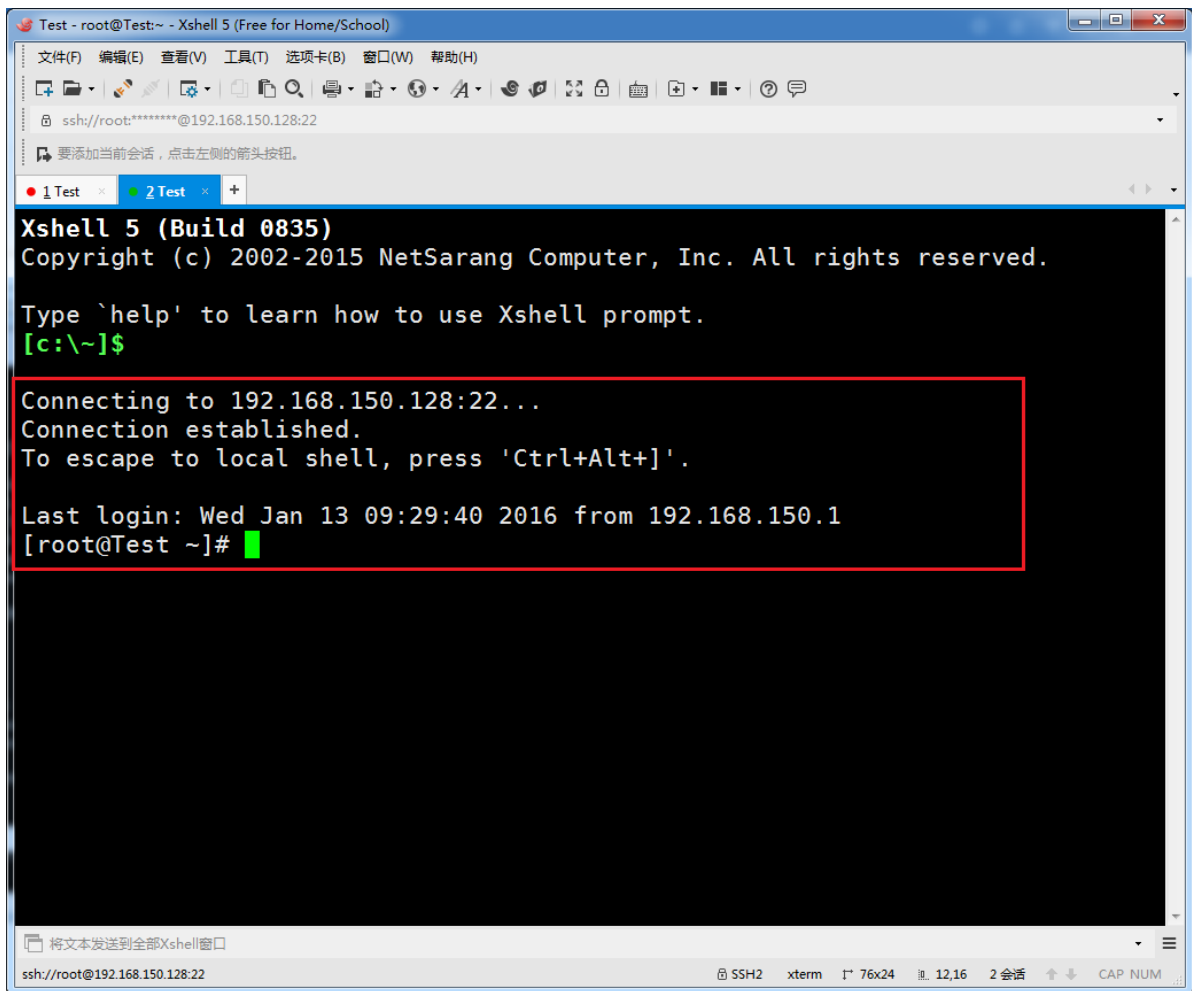 Test - root@Test:~ - Xshell 5 (Free for Home/School)
文件(F) 编辑(E) 查看(V) 工具(T) 选项卡(B) 窗口(W) 帮助(H)
ssh://root:********@192.168.150.128:22
要添加当前会话，点击左侧的箭头按钮。
1 Test 2 Test
Xshell 5 (Build 0835)
Copyright (c) 2002-2015 NetSarang Computer, Inc. All rights reserved.
Type `help' to learn how to use Xshell prompt.
[c:\~]$
Connecting to 192.168.150.128:22...
Connection established.
To escape to local shell, press 'Ctrl+Alt+]'.
Last login: Wed Jan 13 09:29:40 2016 from 192.168.150.1
[root@Test ~]#
将文本发送到全部Xshell窗口
ssh://root@192.168.150.128:22 SSH2 xterm 76x24 12,16 2 会话 CAP NUM